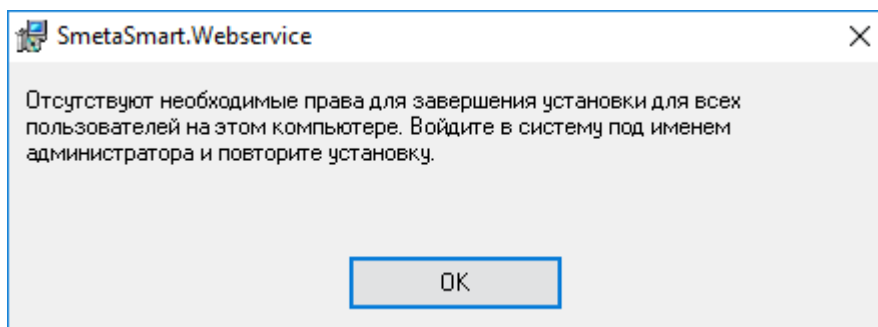 SmetaSmart.Webservice
Отсутствуют необходимые права для завершения установки для всех
пользователей на этом компьютере. Войдите в систему под именем
администратора и повторите установку.
OK